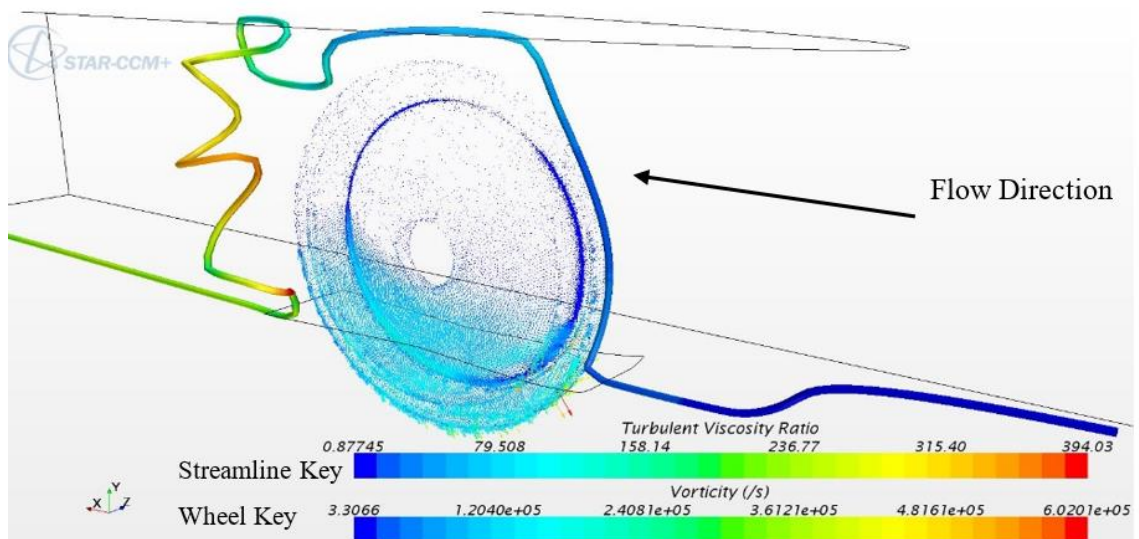 STAR-CCM+
Flow Direction
Turbulent Viscosity Ratio
0.87745 79.508 158.14 236.77 315.40 394.03
Streamline Key
Vorticity (/s)
3.3066 1.2040e+05 2.4081e+05 3.6121e+05 4.8161e+05 6.0201e+05
Wheel Key
Y
X Z